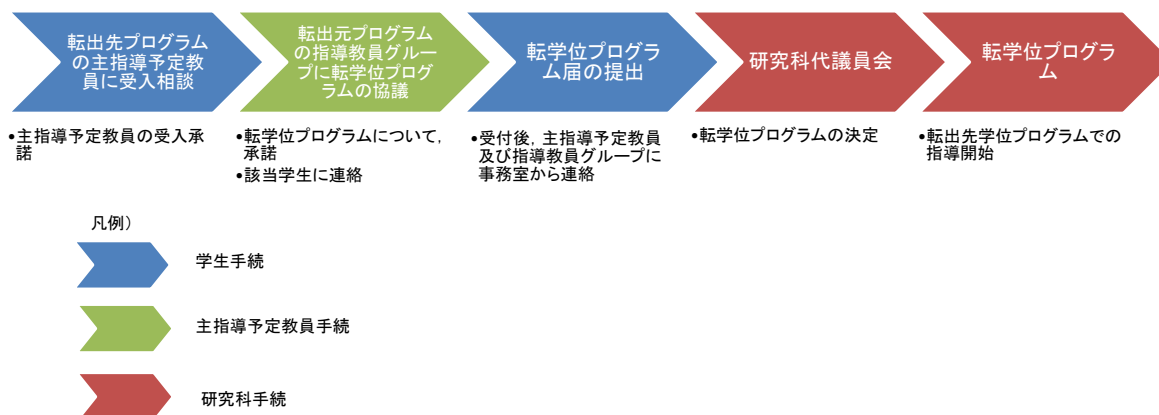 転出先プログラム
の主指導予定教
員に受入相談
転出元プログラム
の指導教員グルー
プに転学位プログ
ラムの協議
転学位プログラ
ム届の提出
研究科代議員会
転学位プログラ
ム
•主指導予定教員の受入承
諾
•転学位プログラムについて,
承諾
•該当学生に連絡
•受付後,主指導予定教員
及び指導教員グループに
事務室から連絡
•転学位プログラムの決定
•転出先学位プログラムでの
指導開始
凡例)
学生手続
主指導予定教員手続
研究科手続